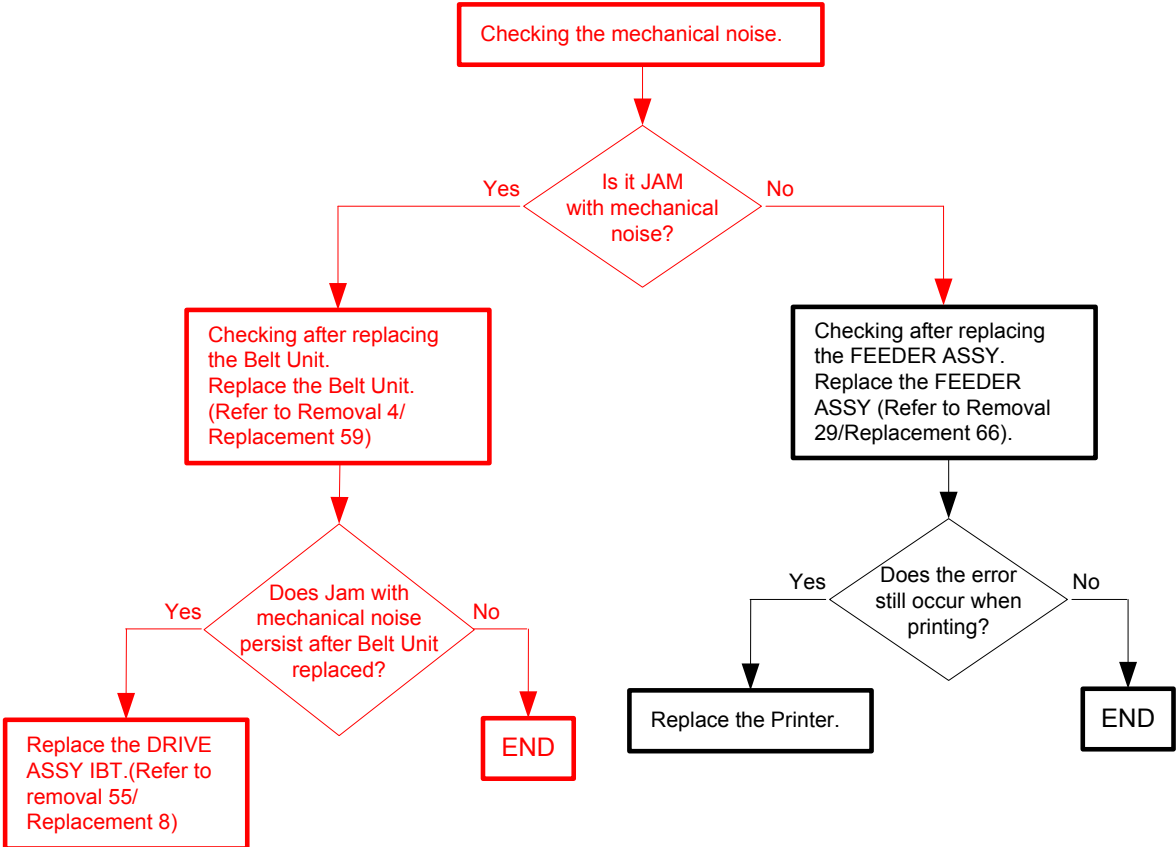 Checking the mechanical noise.
Is it JAM
with mechanical
noise?
Yes
No
Checking after replacing
the Belt Unit.
Replace the Belt Unit.
(Refer to Removal 4/
Replacement 59)
Checking after replacing
the FEEDER ASSY.
Replace the FEEDER
ASSY (Refer to Removal
29/Replacement 66).
Does Jam with
mechanical noise
persist after Belt Unit
replaced?
Yes
No
Does the error
still occur when
printing?
Yes
No
Replace the DRIVE
ASSY IBT.(Refer to
removal 55/
Replacement 8)
END
Replace the Printer.
END